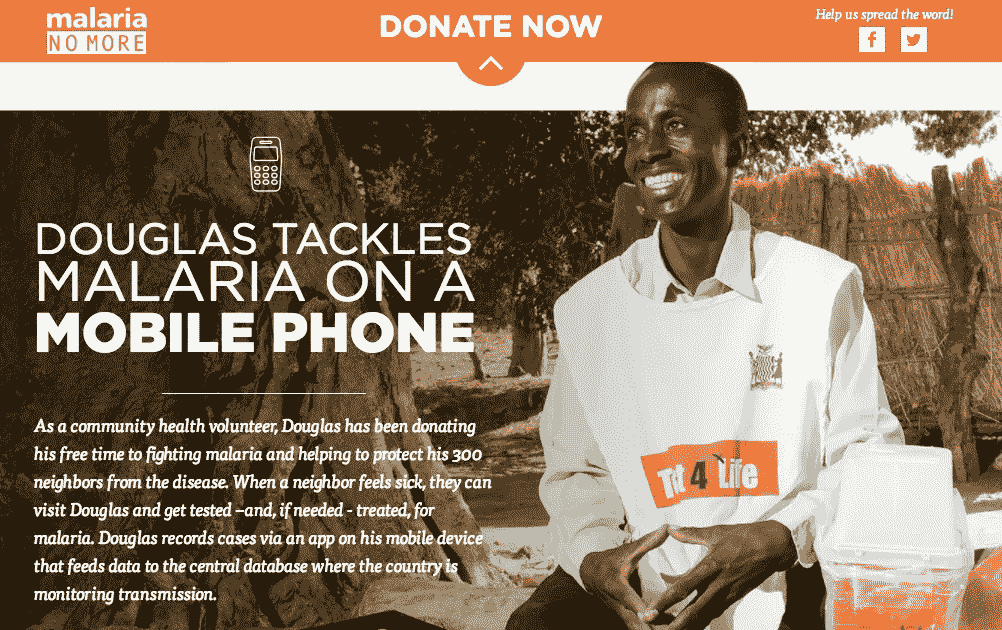 malaria
NO MORE
DONATE NOW
Help us spread the word!
DOUGLAS TACKLES
MALARIA ON A
MOBILE PHONE
As a community health volunteer, Douglas has been donating
his free time to fighting malaria and helping to protect his 300
neighbors from the disease. When a neighbor feels sick, they can
visit Douglas and get tested –and, if needed - treated, for
malaria. Douglas records cases via an app on his mobile device
that feeds data to the central database where the country is
monitoring transmission.
4 Life